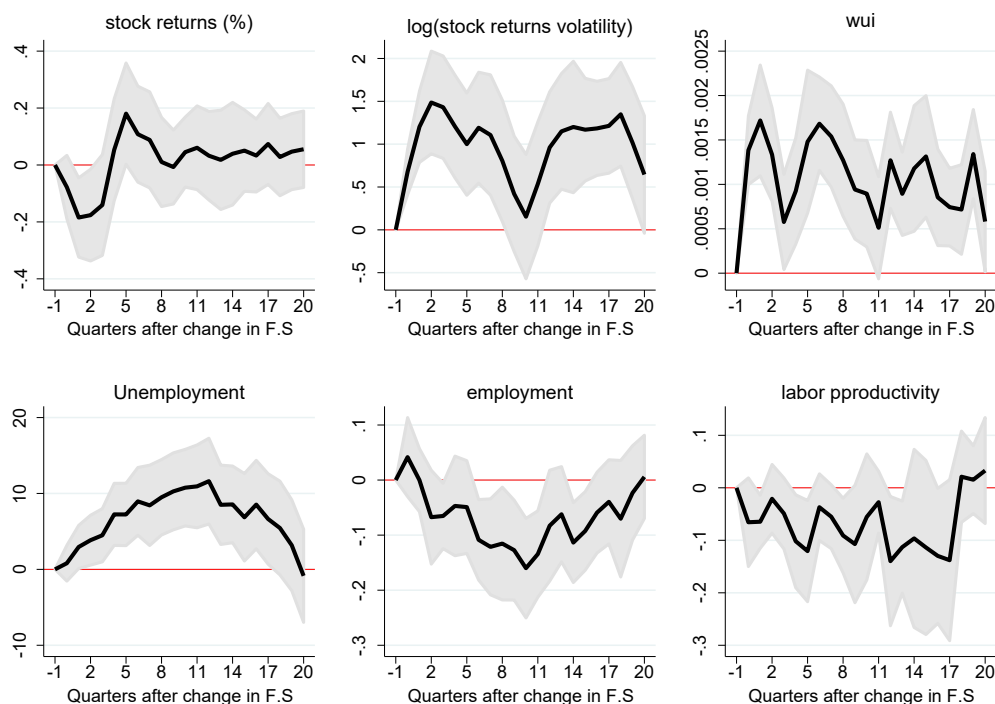 stock returns (%)
.4
.2
0
-.2
-.4
-1 2 5 8 11 14 17 20
Quarters after change in F.S
log(stock returns volatility)
2
1.5
1
.5
0
-.5
-1 2 5 8 11 14 17 20
Quarters after change in F.S
wui
.0025
.002
.0015
.001
.0005
0
-1 2 5 8 11 14 17 20
Quarters after change in F.S
Unemployment
20
10
0
-10
-1 2 5 8 11 14 17 20
Quarters after change in F.S
employment
.1
0
-.1
-.2
-.3
-1 2 5 8 11 14 17 20
Quarters after change in F.S
labor pproductivity
.1
0
-.1
-.2
-.3
-1 2 5 8 11 14 17 20
Quarters after change in F.S